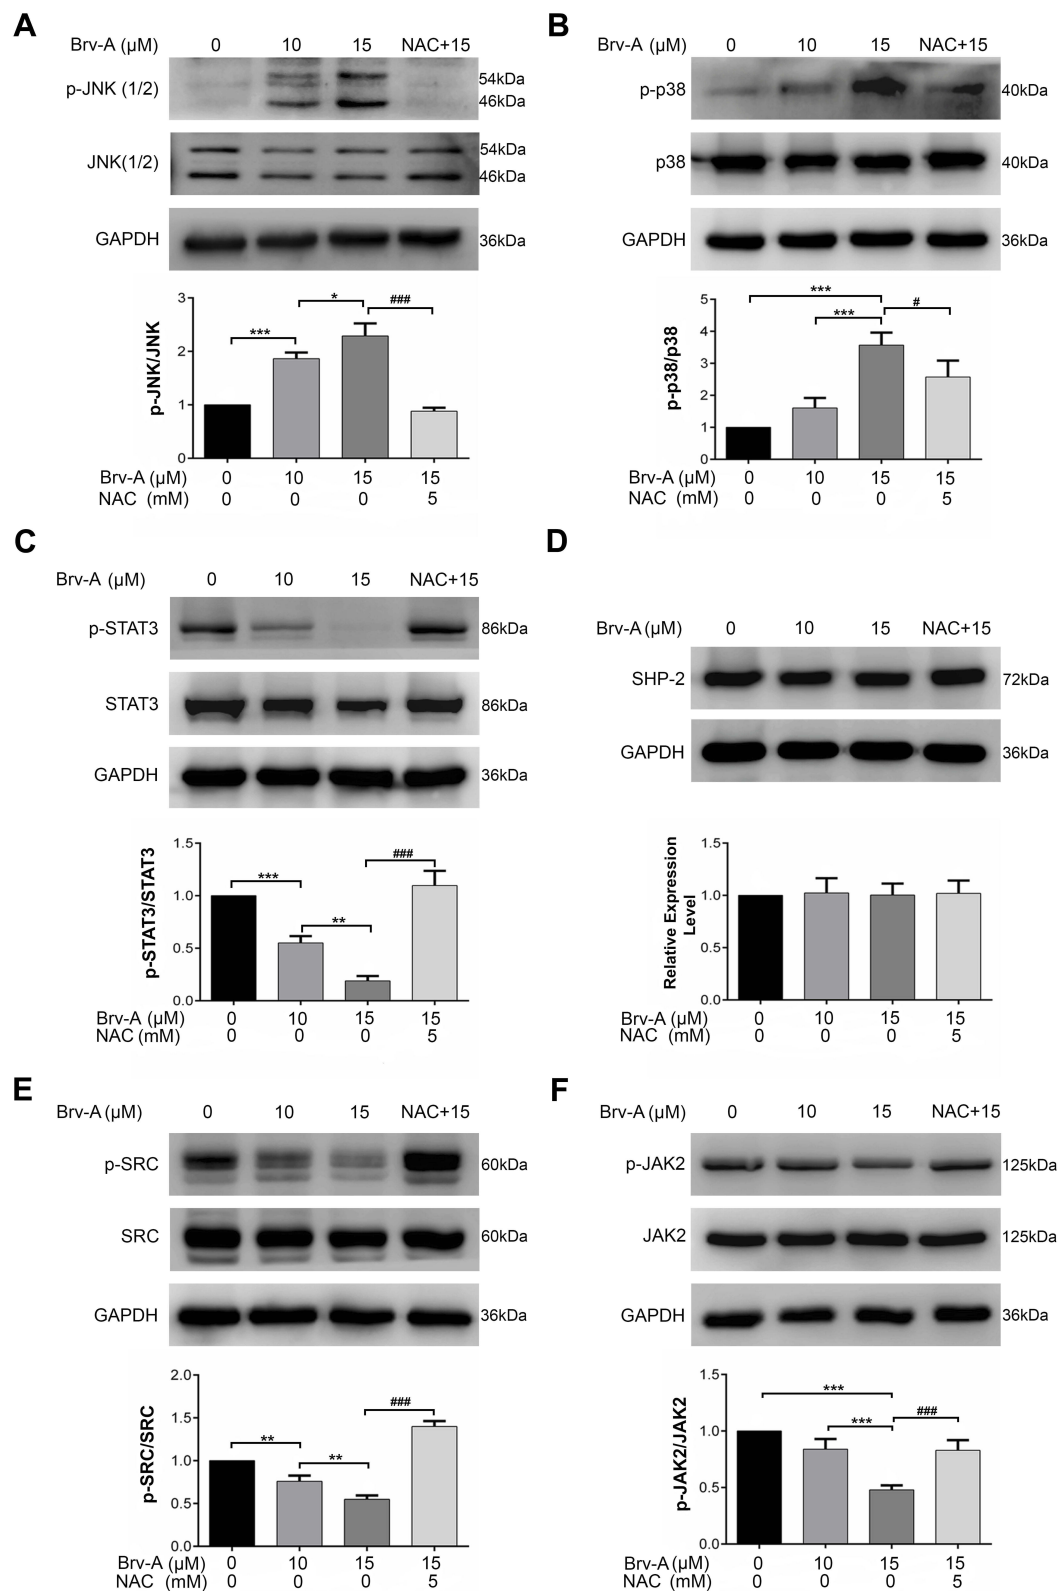 A
Brv-A (µM) 0 10 15 NAC+15
p-JNK (1/2) 54kDa
46kDa
JNK(1/2) 54kDa
46kDa
GAPDH 36kDa
3
2
1
0
p-JNK/JNK
*** * ###
Brv-A (µM) 0 10 15 15
NAC (mM) 0 0 0 5
B
Brv-A (µM) 0 10 15 NAC+15
p-p38 40kDa
p38 40kDa
GAPDH 36kDa
5
4
3
2
1
0
p-p38/p38
*** *** #
Brv-A (µM) 0 10 15 15
NAC (mM) 0 0 0 5
C
Brv-A (µM) 0 10 15 NAC+15
p-STAT3 86kDa
STAT3 86kDa
GAPDH 36kDa
1.5
1.0
0.5
0.0
p-STAT3/STAT3
*** ** ###
Brv-A (µM) 0 10 15 15
NAC (mM) 0 0 0 5
D
Brv-A (µM) 0 10 15 NAC+15
SHP-2 72kDa
GAPDH 36kDa
1.5
1.0
0.5
0.0
Relative Expression
Level
Brv-A (µM) 0 10 15 15
NAC (mM) 0 0 0 5
E
Brv-A (µM) 0 10 15 NAC+15
p-SRC 60kDa
SRC 60kDa
GAPDH 36kDa
2.0
1.5
1.0
0.5
0.0
p-SRC/SRC
** ** ###
Brv-A (µM) 0 10 15 15
NAC (mM) 0 0 0 5
F
Brv-A (µM) 0 10 15 NAC+15
p-JAK2 125kDa
JAK2 125kDa
GAPDH 36kDa
1.5
1.0
0.5
0.0
p-JAK2/JAK2
*** *** ###
Brv-A (µM) 0 10 15 15
NAC (mM) 0 0 0 5